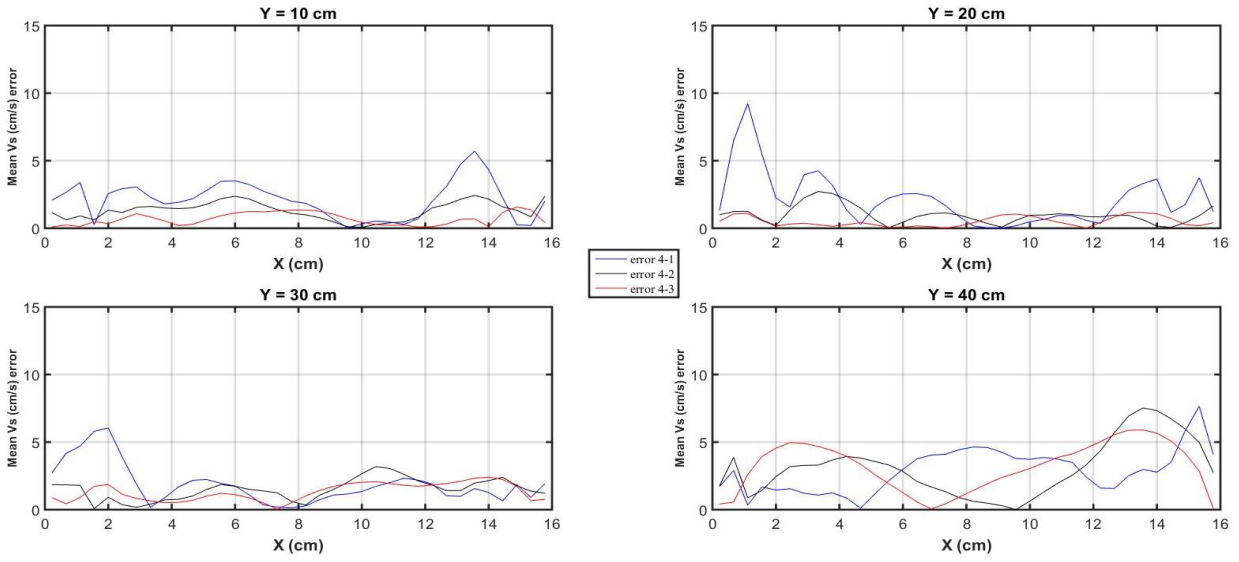 Y = 10 cm
Mean Vs (cm/s) error
15
10
5
0
0 2 4 6 8 10 12 14 16
X (cm)
Y = 20 cm
Mean Vs (cm/s) error
15
10
5
0
0 2 4 6 8 10 12 14 16
X (cm)
error 4-1
error 4-2
error 4-3
Y = 30 cm
Mean Vs (cm/s) error
15
10
5
0
0 2 4 6 8 10 12 14 16
X (cm)
Y = 40 cm
Mean Vs (cm/s) error
15
10
5
0
0 2 4 6 8 10 12 14 16
X (cm)